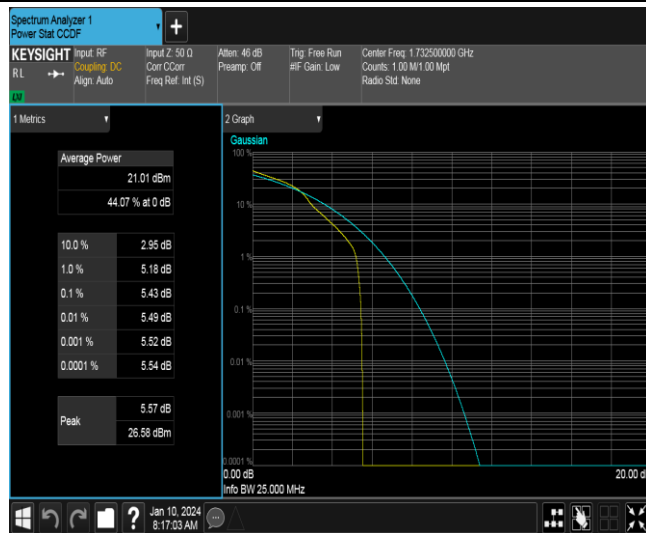 Spectrum Analyzer 1
Power Stat CCDF
+
KEYSIGHT
RL
Input: RF
Coupling: DC
Align: Auto
Input Z: 50 Ω
Corr CCorr
Freq Ref: Int (S)
Atten: 46 dB
Preamp: Off
Trig: Free Run
#IF Gain: Low
Center Freq: 1.732500000 GHz
Counts: 1.00 M/1.00 Mpt
Radio Std: None
1 Metrics
Average Power
21.01 dBm
44.07 % at 0 dB
10.0 % 2.95 dB
1.0 % 5.18 dB
0.1 % 5.43 dB
0.01 % 5.49 dB
0.001 % 5.52 dB
0.0001 % 5.54 dB
Peak
5.57 dB
26.58 dBm
2 Graph
Gaussian
100 %
10 %
1 %
0.1 %
0.01 %
0.001 %
0.0001 %
0.00 dB
20.00 d
Info BW 25.000 MHz
?
Jan 10, 2024
8:17:03 AM